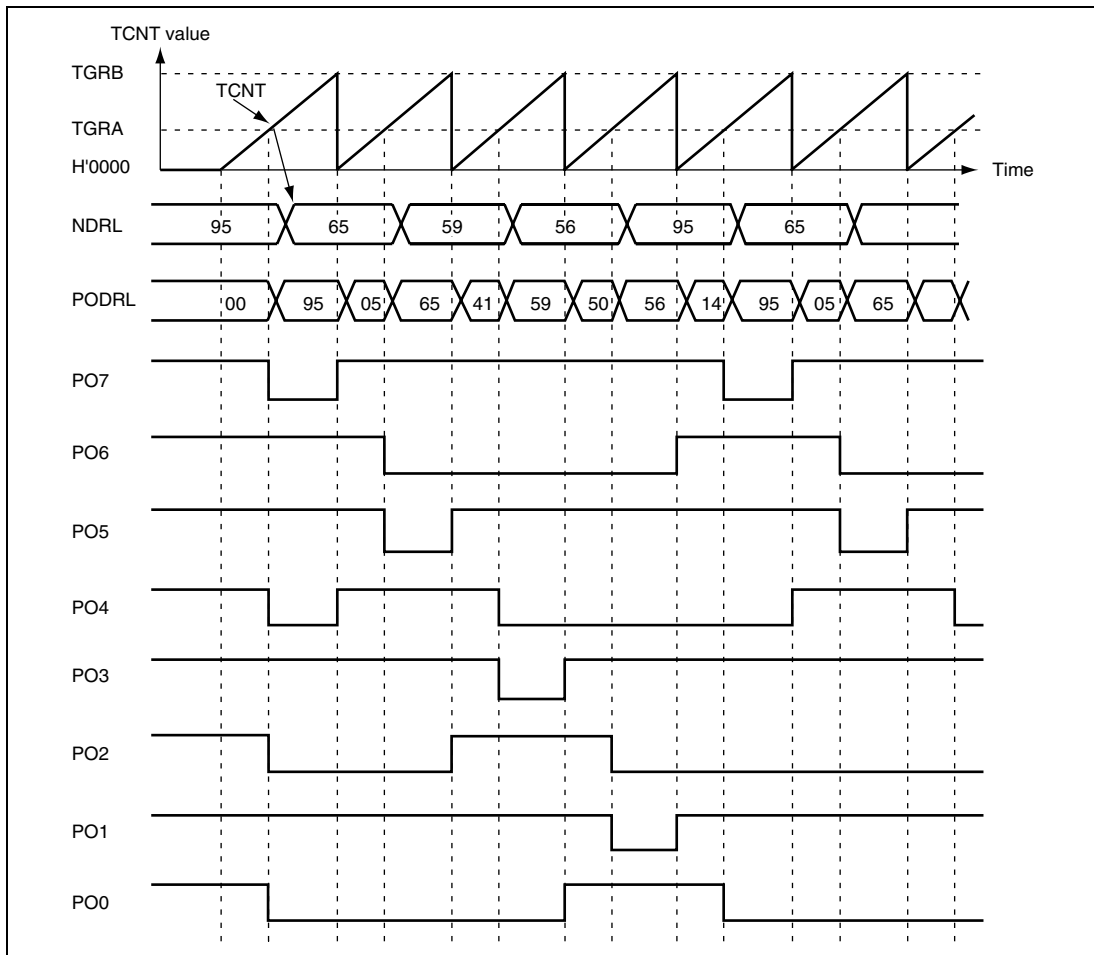 TCNT value
TGRB
TCNT
TGRA
H'0000
Time
NDRL 95 65 59 56 95 65
PODRL 00 95 05 65 41 59 50 56 14 95 05 65
PO7
PO6
PO5
PO4
PO3
PO2
PO1
PO0